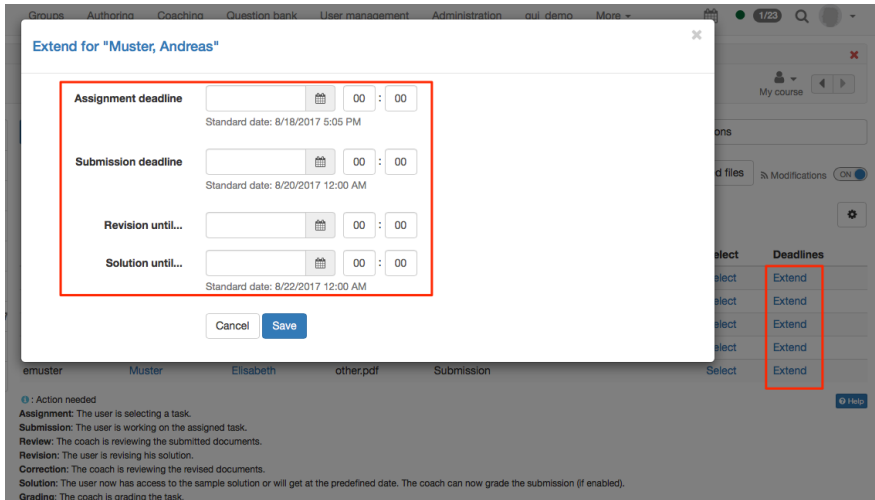 Groups Authoring Coaching Question bank User management Administration gui_demo More 1/23
Extend for "Muster, Andreas"
My course
Assignment deadline 00 : 00
Standard date: 8/18/2017 5:05 PM
ons
Submission deadline 00 : 00
d files Modifications ON
Standard date: 8/20/2017 12:00 AM
Revision until... 00 : 00
elect Deadlines
Solution until... 00 : 00
elect Extend
Standard date: 8/22/2017 12:00 AM
elect Extend
elect Extend
Cancel Save
elect Extend
emuster Muster Elisabeth other.pdf Submission Select Extend
: Action needed
Help
Assignment: The user is selecting a task.
Submission: The user is working on the assigned task.
Review: The coach is reviewing the submitted documents.
Revision: The user is revising his solution.
Correction: The coach is reviewing the revised documents.
Solution: The user now has access to the sample solution or will get at the predefined date. The coach can now grade the submission (if enabled).
Grading: The coach is grading the task.